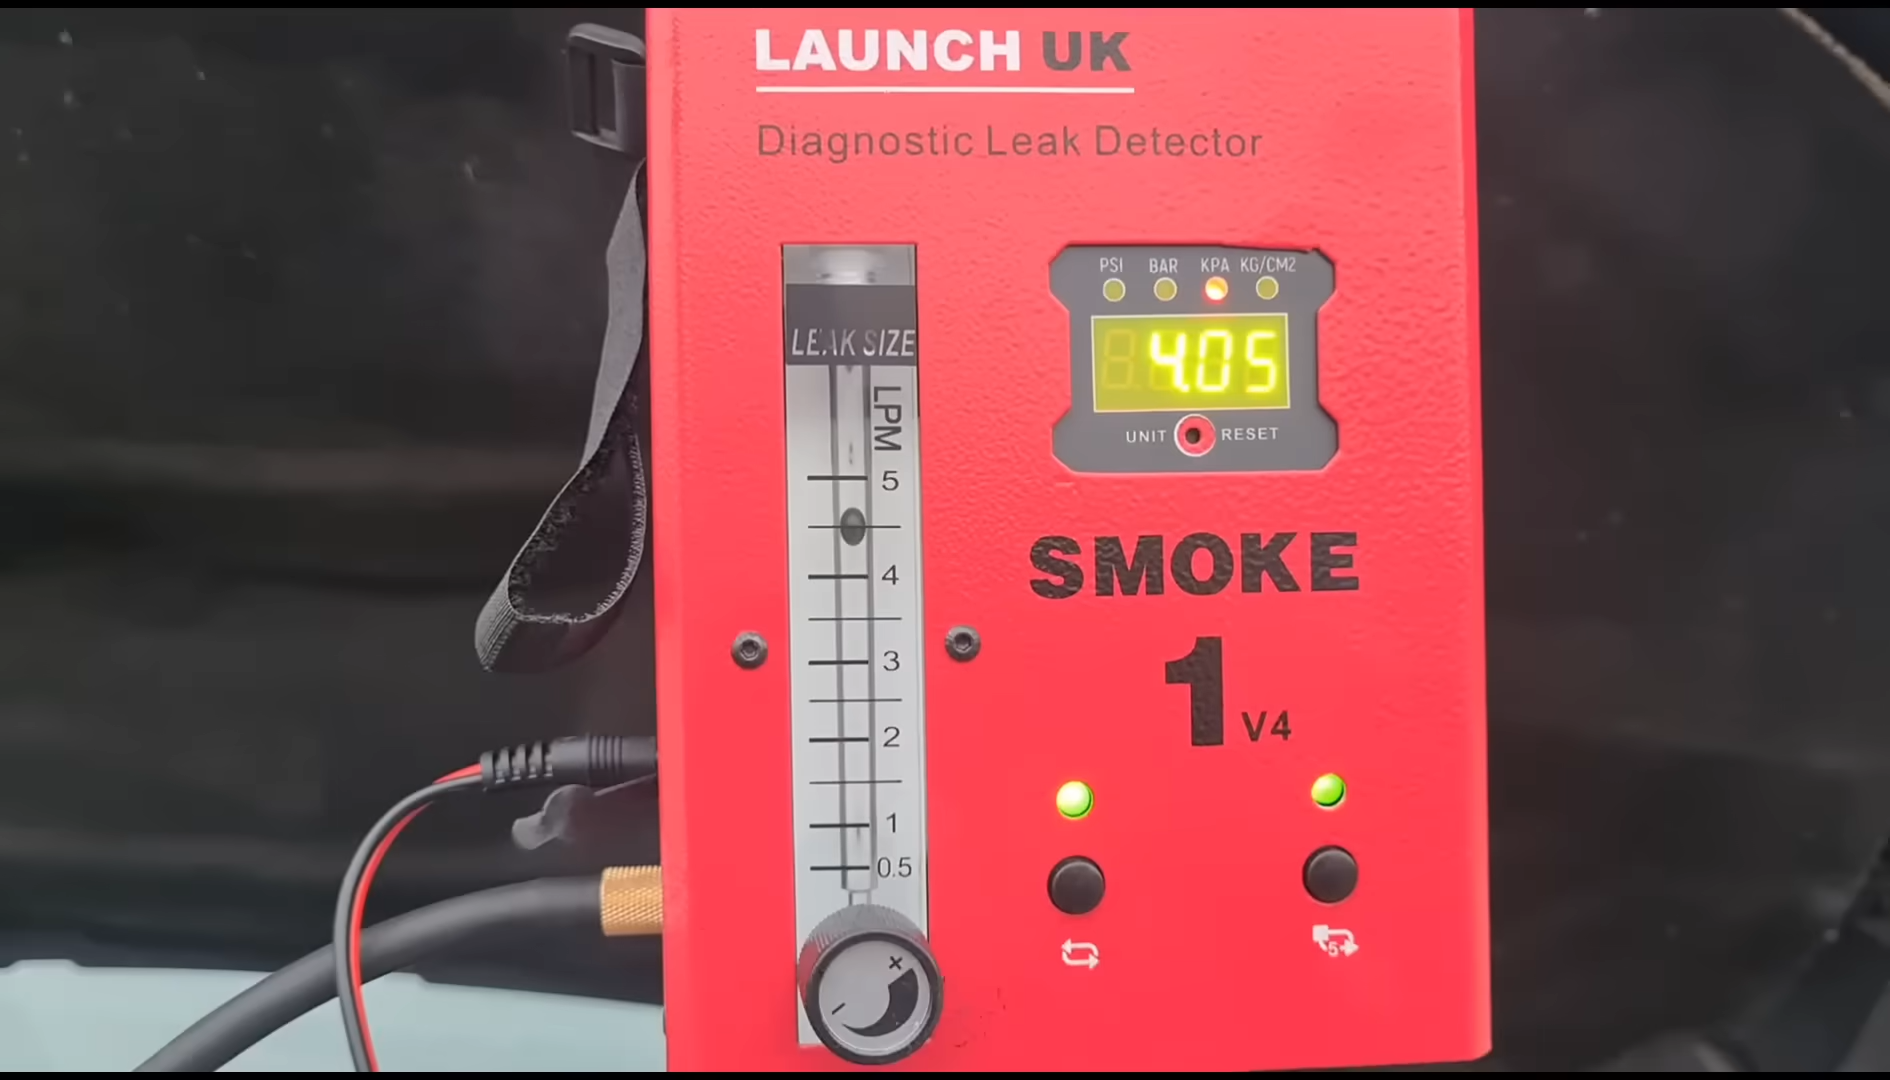 LAUNCH UK
Diagnostic Leak Detector
LEAK SIZE
LPM
5
4
3
2
1
0.5
+
-
PSI BAR KPA KG/CM2
4.05
UNIT RESET
SMOKE
1 V4
5